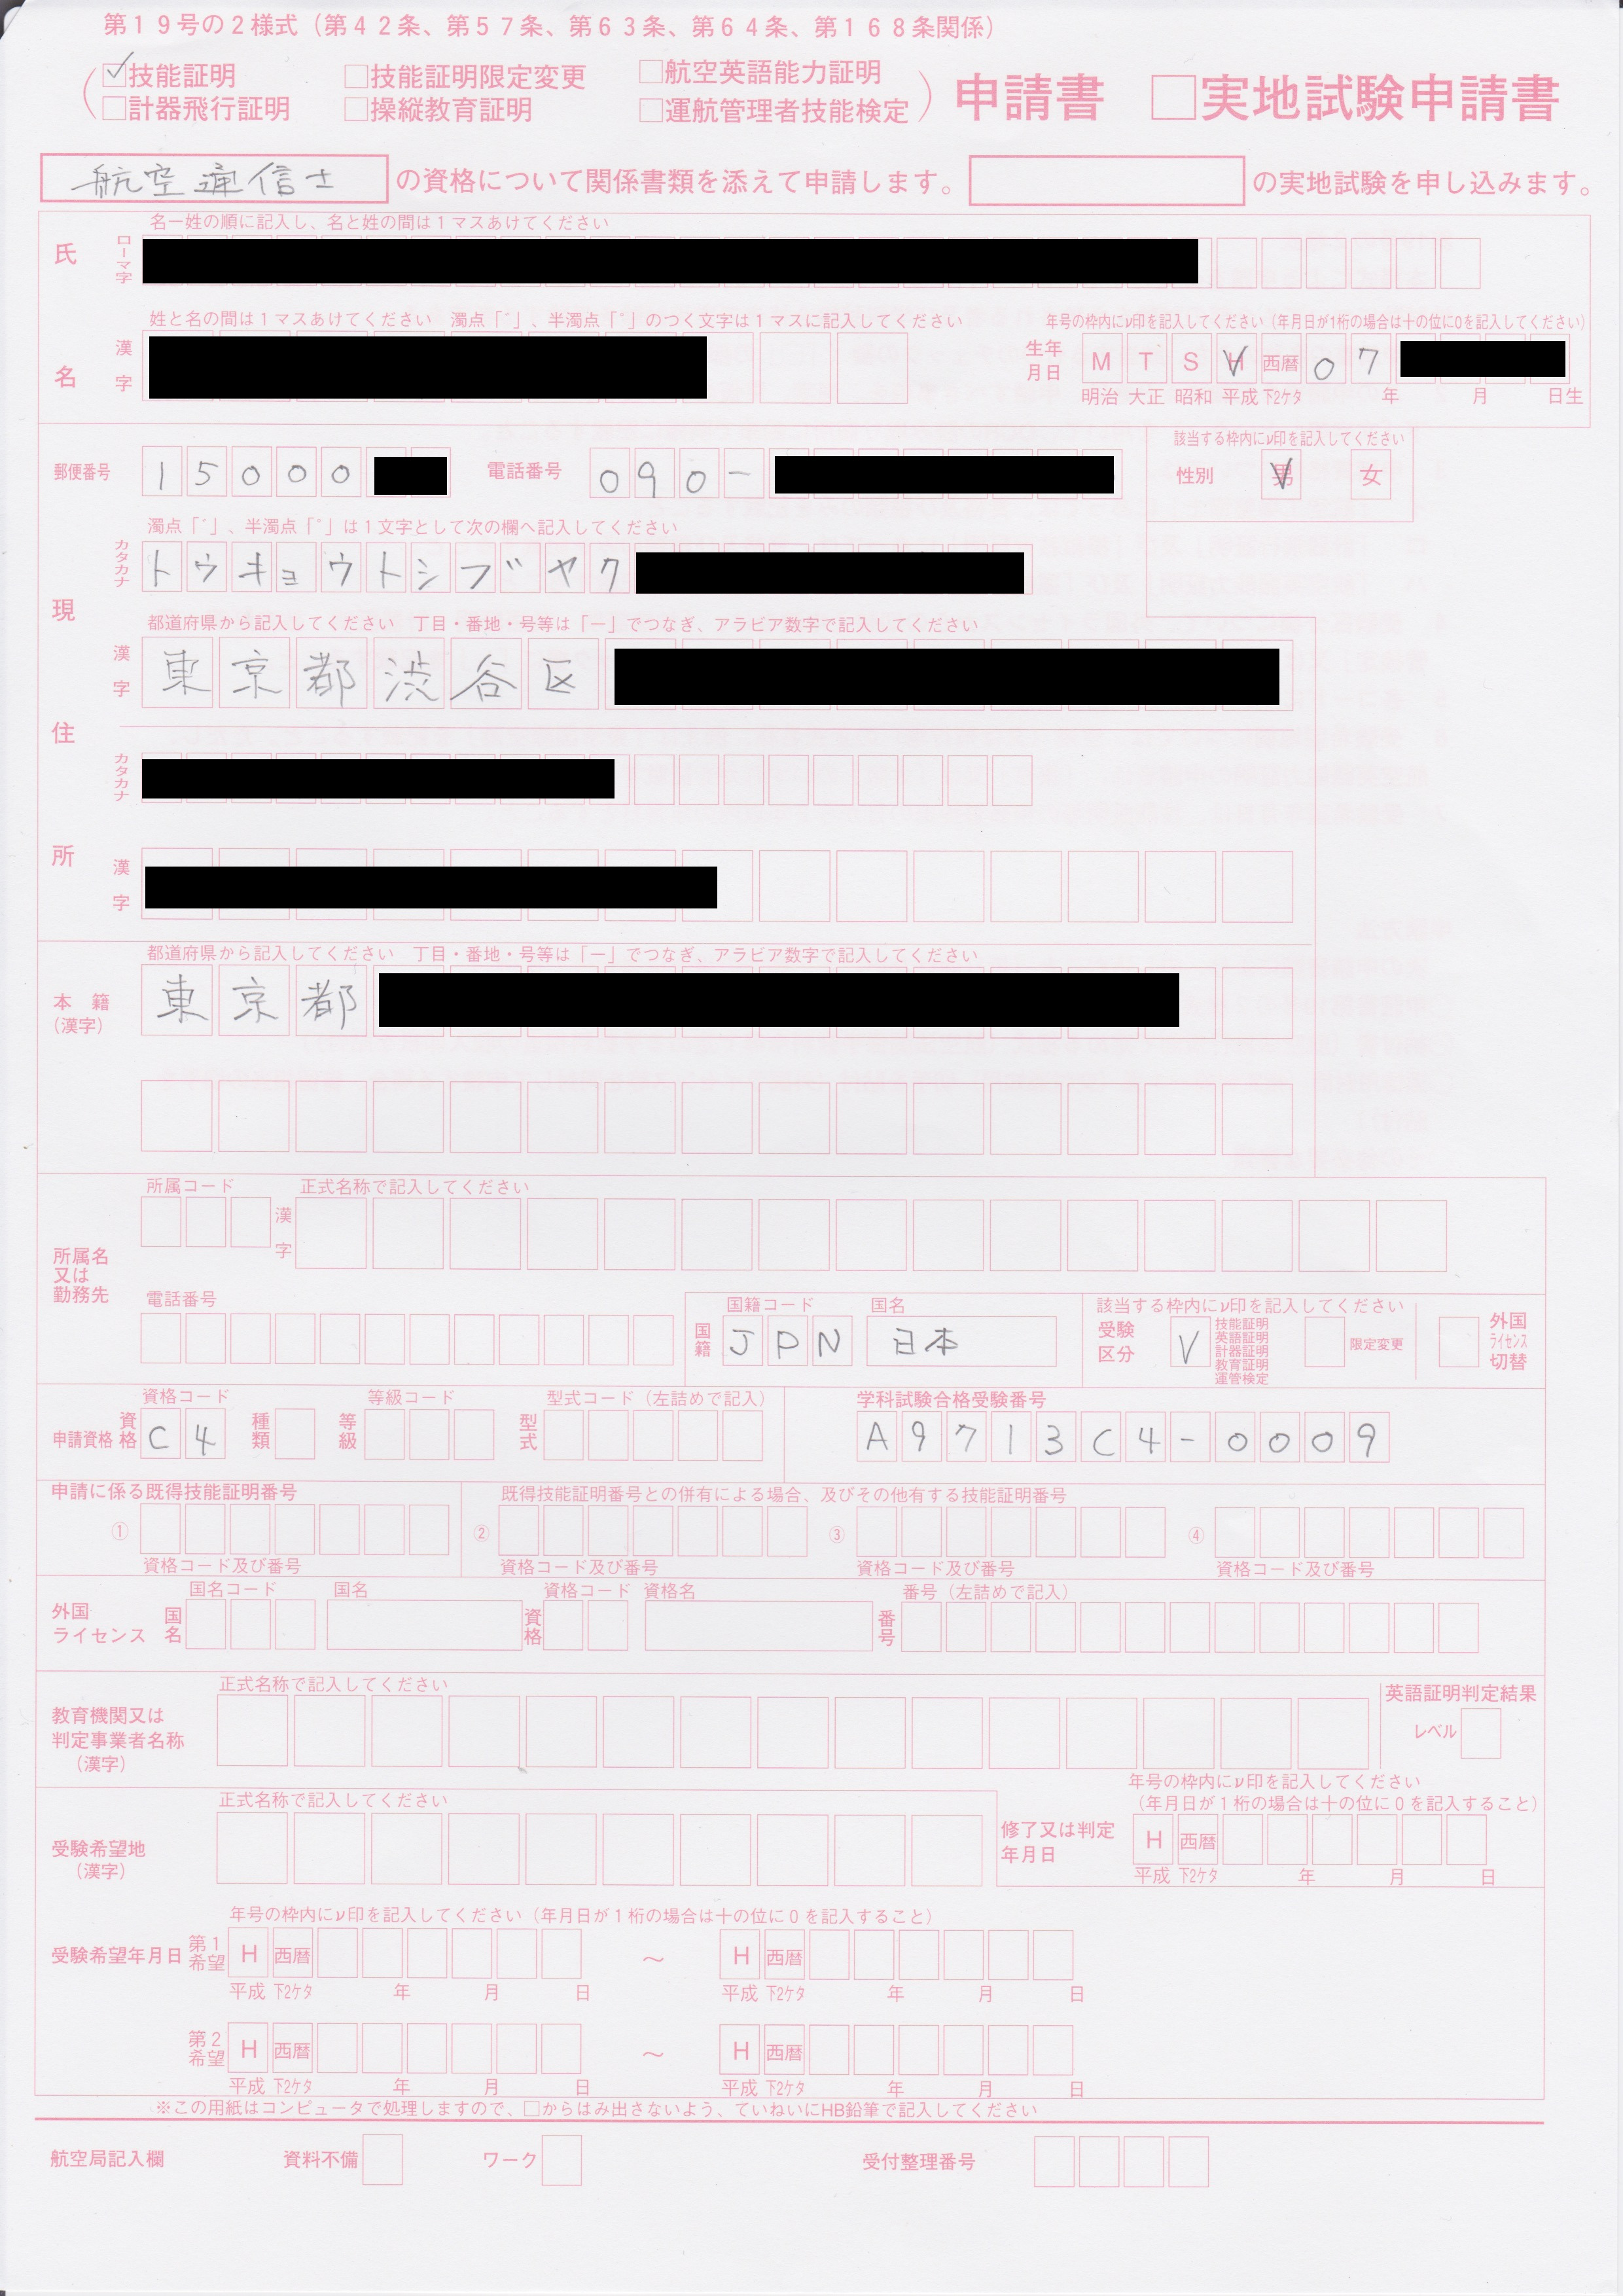 第19号の2様式（第42条、第57条、第63条、第64条、第168条関係）
（☑技能証明 □技能証明限定変更 □航空英語能力証明
□計器飛行証明 □操縦教育証明 □運航管理者技能検定）申請書 □実地試験申請書
航空通信士 の資格について関係書類を添えて申請します。 の実地試験を申し込みます。
名ー姓の順に記入し、名と姓の間は1マスあけてください
氏 ローマ字
姓と名の間は1マスあけてください 濁点「゛」、半濁点「゜」のつく文字は1マスに記入してください 年号の枠内にν印を記入してください（年月日が1桁の場合は十の位に0を記入してください）
名 漢字 生年月日 M T S H 西暦 0 7
明治 大正 昭和 平成 下2ケタ 年 月 日生
郵便番号 1 5 0 0 0 電話番号 0 9 0 - 該当する枠内にν印を記入してください
性別 男 女
濁点「゛」、半濁点「゜」は1文字として次の欄へ記入してください
カタカナ トウキョウトシブヤク
都道府県から記入してください 丁目・番地・号等は「ー」でつなぎ、アラビア数字で記入してください
現 漢字 東京都渋谷区
住 カタカナ
所 漢字
都道府県から記入してください 丁目・番地・号等は「ー」でつなぎ、アラビア数字で記入してください
本籍（漢字） 東京都
所属コード 正式名称で記入してください
所属名又は勤務先 漢字
電話番号 国籍コード 国名 該当する枠内にν印を記入してください
国籍 J P N 日本 受験区分 V 技能証明 英語証明 計器証明 教育証明 運管検定 限定変更 外国ライセンス切替
資格コード 等級コード 型式コード（左詰めで記入） 学科試験合格受験番号
申請資格 資格 C 4 種類 等級 型式 A 9 7 1 3 C 4 - 0 0 0 9
申請に係る既得技能証明番号 既得技能証明番号との併有による場合、及びその他有する技能証明番号
① ② ③ ④
資格コード及び番号 資格コード及び番号 資格コード及び番号 資格コード及び番号
国名コード 国名 資格コード 資格名 番号（左詰めで記入）
外国ライセンス 国名 資格 番号
正式名称で記入してください 英語証明判定結果
教育機関又は判定事業者名称（漢字） レベル
年号の枠内にν印を記入してください
正式名称で記入してください （年月日が1桁の場合は十の位に0を記入すること）
受験希望地（漢字） 修了又は判定年月日 H 西暦
平成 下2ケタ 年 月 日
年号の枠内にν印を記入してください（年月日が1桁の場合は十の位に0を記入すること）
受験希望年月日 第1希望 H 西暦 ～ H 西暦
平成 下2ケタ 年 月 日 平成 下2ケタ 年 月 日
第2希望 H 西暦 ～ H 西暦
平成 下2ケタ 年 月 日 平成 下2ケタ 年 月 日
※この用紙はコンピュータで処理しますので、□からはみ出さないよう、ていねいにHB鉛筆で記入してください
航空局記入欄 資料不備 ワーク 受付整理番号